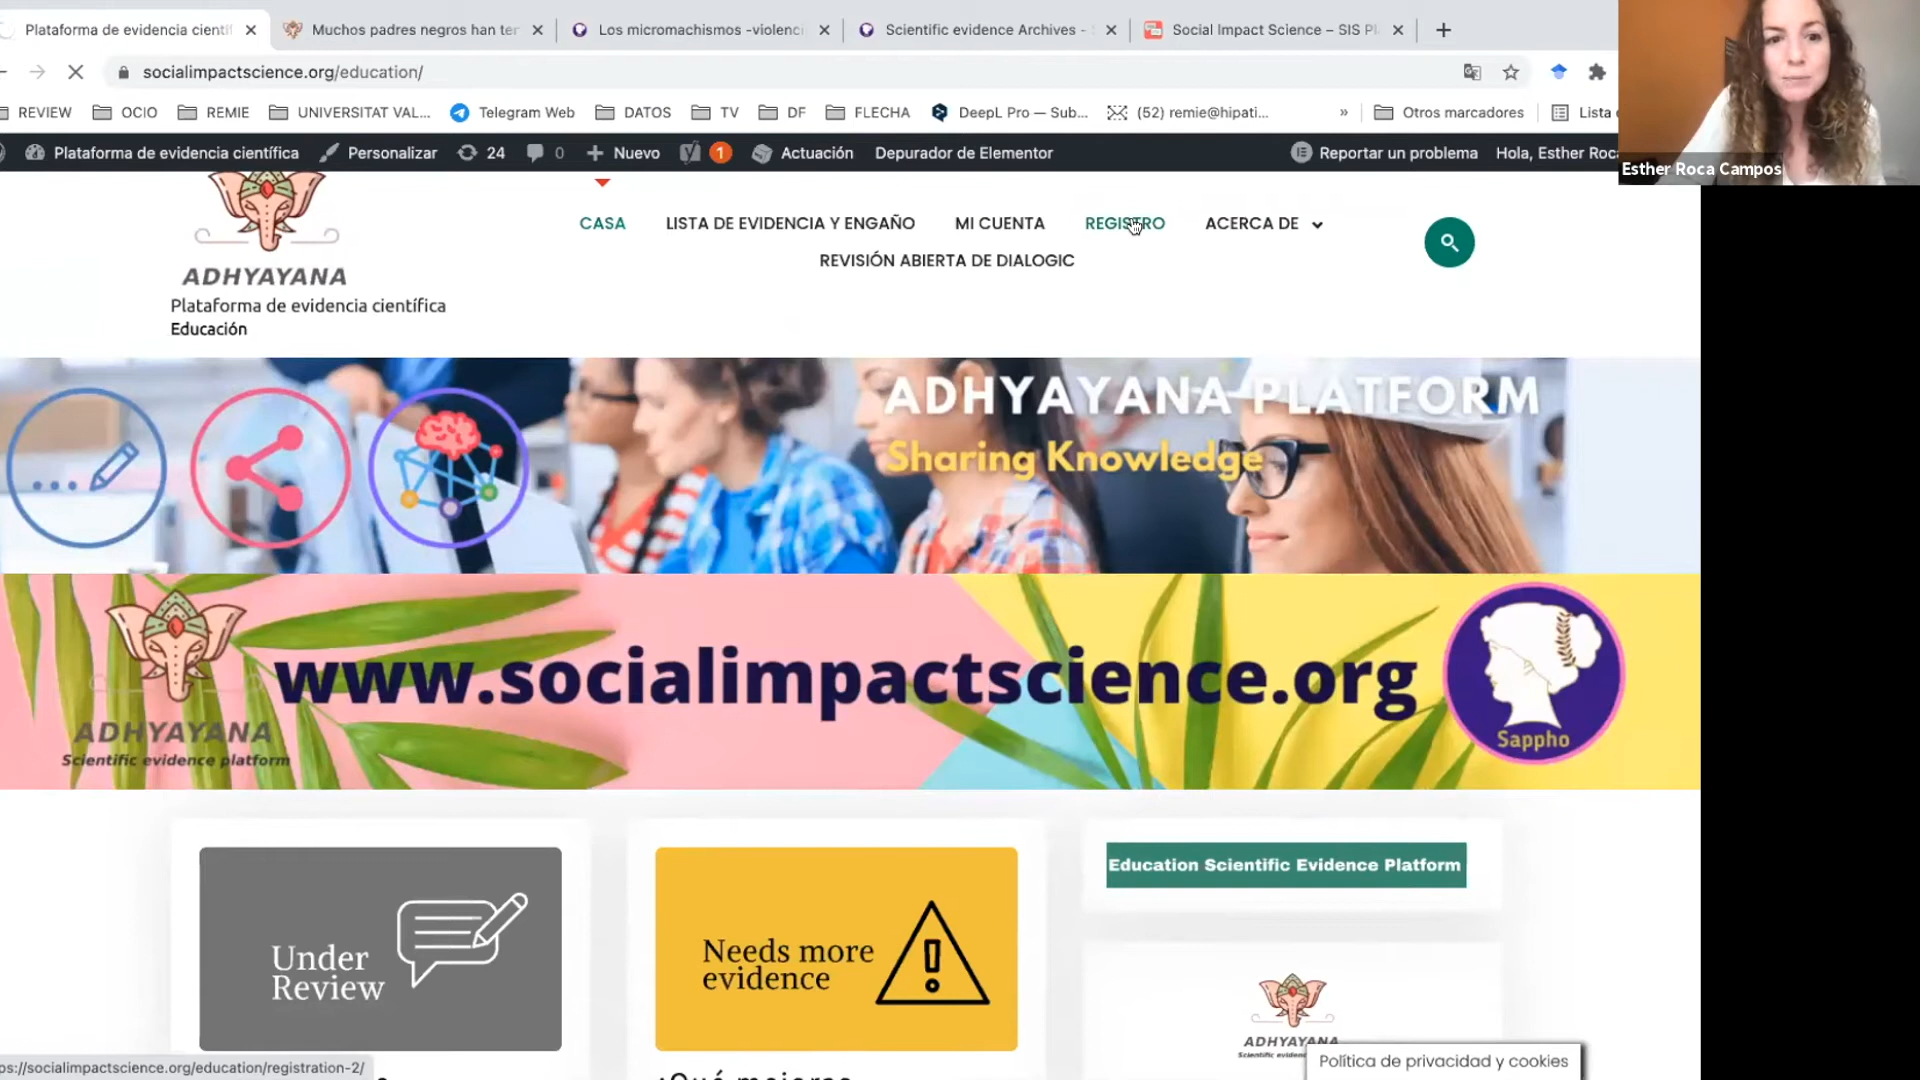 Plataforma de evidencia cientif
Muchos padres negros han ter
Los micromachismos -violenci
Scientific evidence Archives -
Social Impact Science – SIS Pl
socialimpactscience.org/education/
REVIEW
OCIO
REMIE
UNIVERSITAT VAL...
Telegram Web
DATOS
TV
DF
FLECHA
DeepL Pro — Sub...
(52) remie@hipati...
»
Otros marcadores
Lista
Plataforma de evidencia científica
Personalizar
24
0
Nuevo
1
Actuación
Depurador de Elementor
Reportar un problema
Hola, Esther Roca
Esther Roca Campos
CASA
LISTA DE EVIDENCIA Y ENGAÑO
MI CUENTA
REGISTRO
ACERCA DE
REVISIÓN ABIERTA DE DIALOGIC
ADHYAYANA
Plataforma de evidencia científica
Educación
ADHYAYANA PLATFORM
Sharing Knowledge
www.socialimpactscience.org
ADHYAYANA
Scientific evidence platform
Sappho
Under
Review
Needs more
evidence
Education Scientific Evidence Platform
ADHYAYANA
Scientific eviden
Política de privacidad y cookies
ps://socialimpactscience.org/education/registration-2/